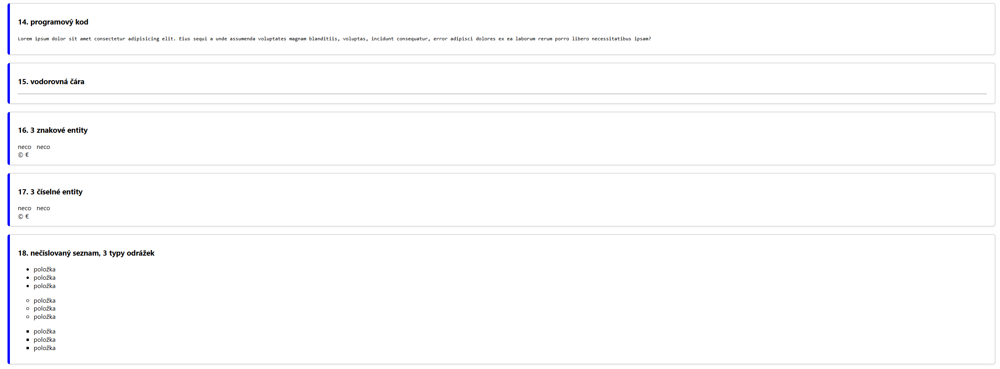 14. programový kod
Lorem ipsum dolor sit amet consectetur adipisicing elit. Eius sequi a unde assumenda voluptates magnam blanditiis, voluptas, incidunt consequatur, error adipisci dolores ex ea laborum rerum porro libero necessitatibus ipsam?
15. vodorovná čára
16. 3 znakové entity
neco   neco
© €
17. 3 číselné entity
neco   neco
© €
18. nečíslovaný seznam, 3 typy odrážek
položka
položka
položka
položka
položka
položka
položka
položka
položka